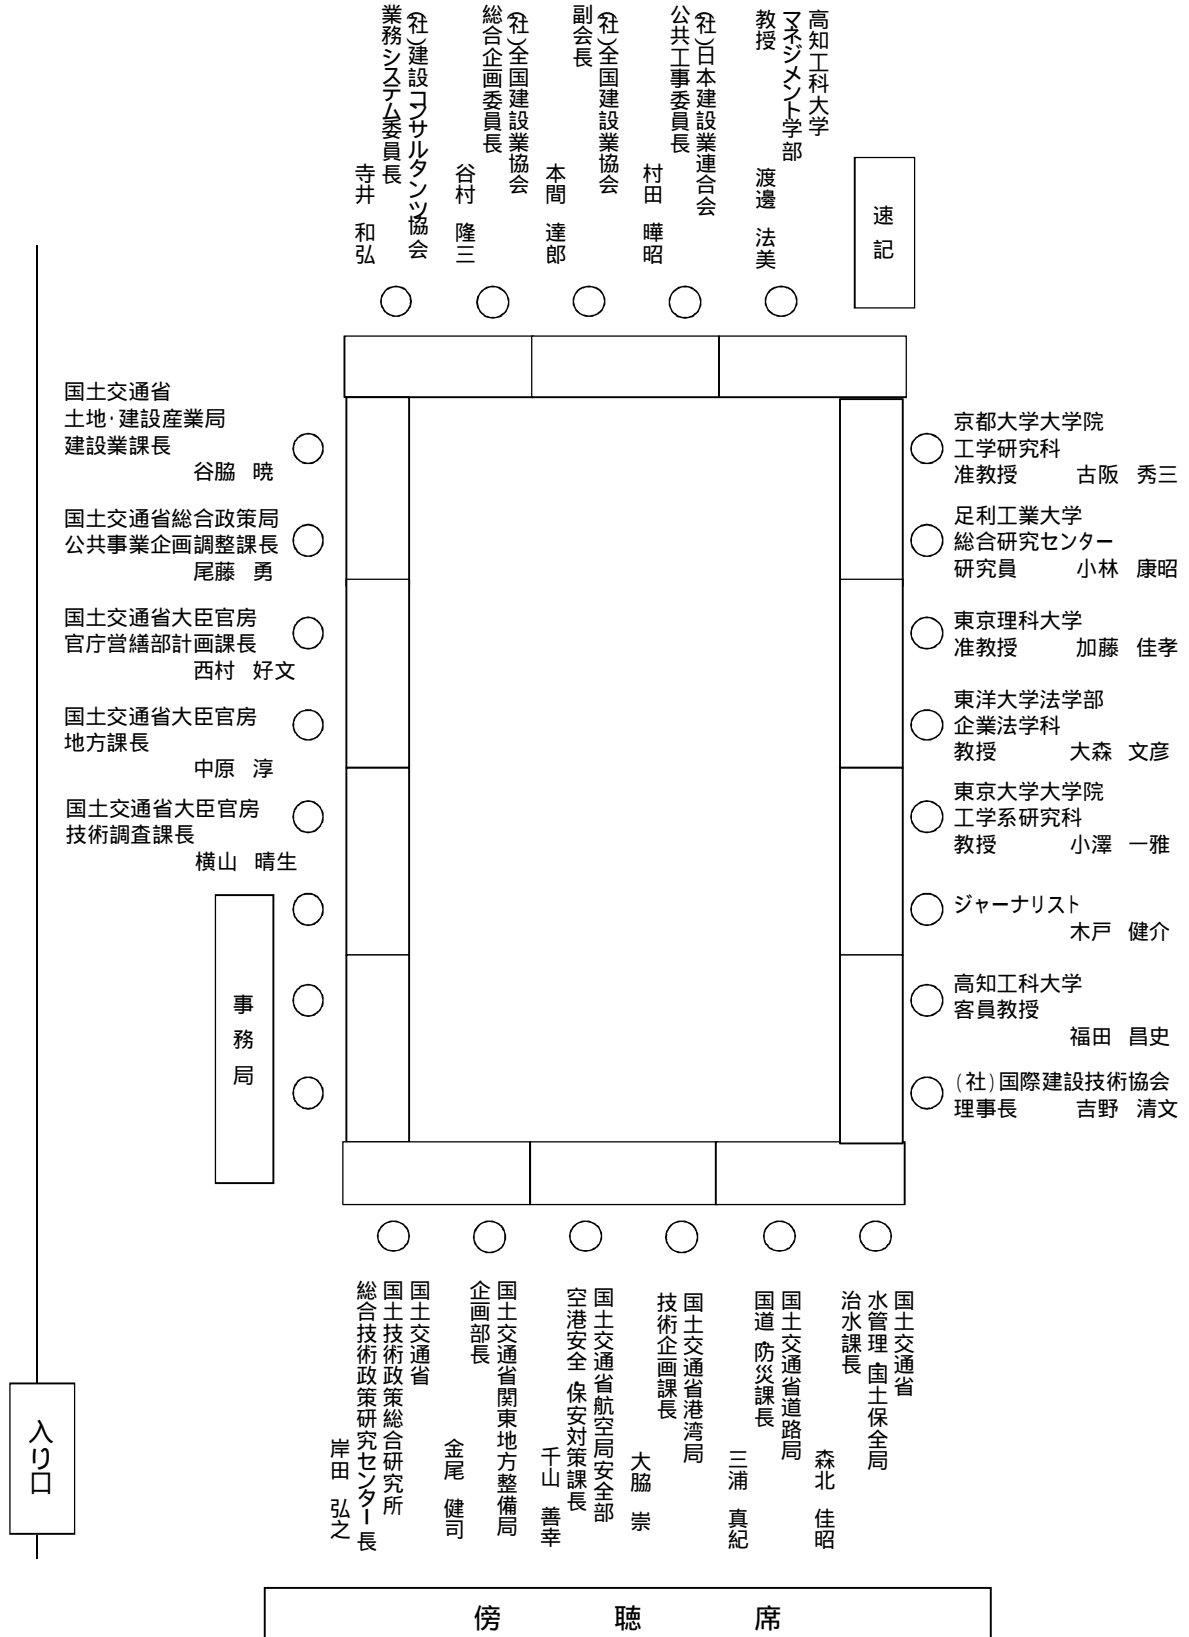 高知工科大学
マネジメント学部
教授
渡邊 法美
(社)日本建設業連合会
公共工事委員長
村田 曄昭
(社)全国建設業協会
副会長
本間 達郎
(社)全国建設業協会
総合企画委員長
谷村 隆三
(社)建設コンサルタンツ協会
業務システム委員長
寺井 和弘
速記
国土交通省
土地・建設産業局
建設業課長
谷脇 暁
国土交通省総合政策局
公共事業企画調整課長
尾藤 勇
国土交通省大臣官房
官庁営繕部計画課長
西村 好文
国土交通省大臣官房
地方課長
中原 淳
国土交通省大臣官房
技術調査課長
横山 晴生
事務局
京都大学大学院
工学研究科
准教授 古阪 秀三
足利工業大学
総合研究センター
研究員 小林 康昭
東京理科大学
准教授 加藤 佳孝
東洋大学法学部
企業法学科
教授 大森 文彦
東京大学大学院
工学系研究科
教授 小澤 一雅
ジャーナリスト
木戸 健介
高知工科大学
客員教授
福田 昌史
(社)国際建設技術協会
理事長 吉野 清文
国土交通省
水管理・国土保全局
治水課長
森北 佳昭
国土交通省道路局
国道・防災課長
三浦 真紀
国土交通省港湾局
技術企画課長
大脇 崇
国土交通省航空局安全部
空港安全・保安対策課長
千山 善幸
国土交通省関東地方整備局
企画部長
金尾 健司
国土交通省
国土技術政策総合研究所
総合技術政策研究センター長
岸田 弘之
入り口
傍聴席